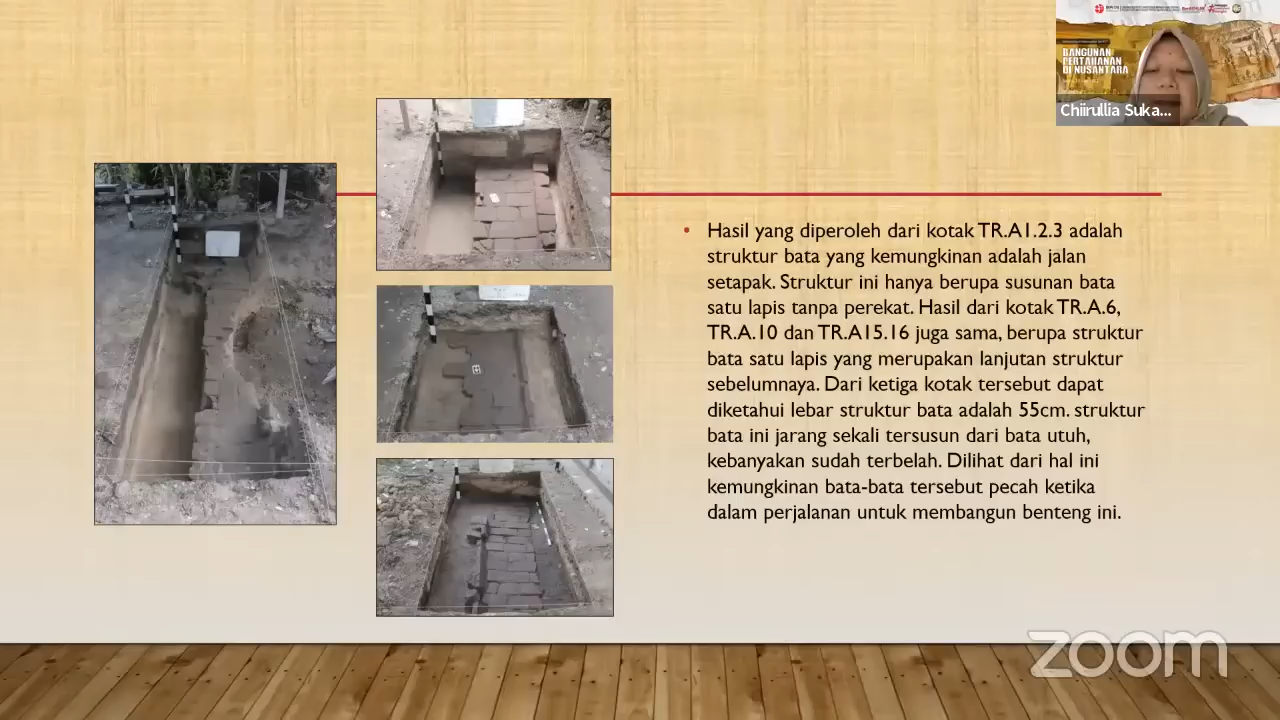 BANGUNAN
PERTAHANAN
DI NUSANTARA
Chiirullia Suka...
• Hasil yang diperoleh dari kotak TR.A1.2.3 adalah
struktur bata yang kemungkinan adalah jalan
setapak. Struktur ini hanya berupa susunan bata
satu lapis tanpa perekat. Hasil dari kotak TR.A.6,
TR.A.10 dan TR.A15.16 juga sama, berupa struktur
bata satu lapis yang merupakan lanjutan struktur
sebelumnaya. Dari ketiga kotak tersebut dapat
diketahui lebar struktur bata adalah 55cm. struktur
bata ini jarang sekali tersusun dari bata utuh,
kebanyakan sudah terbelah. Dilihat dari hal ini
kemungkinan bata-bata tersebut pecah ketika
dalam perjalanan untuk membangun benteng ini.
zoom